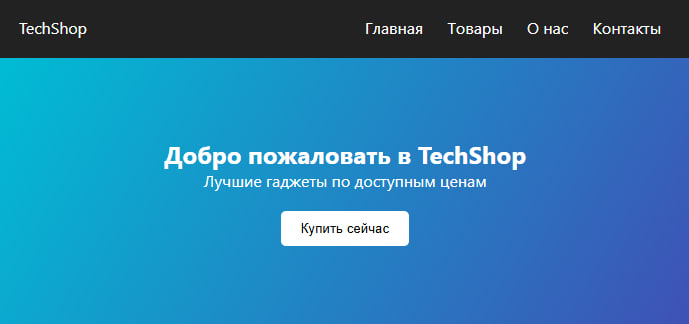 TechShop Главная Товары О нас Контакты
Добро пожаловать в TechShop
Лучшие гаджеты по доступным ценам
Купить сейчас